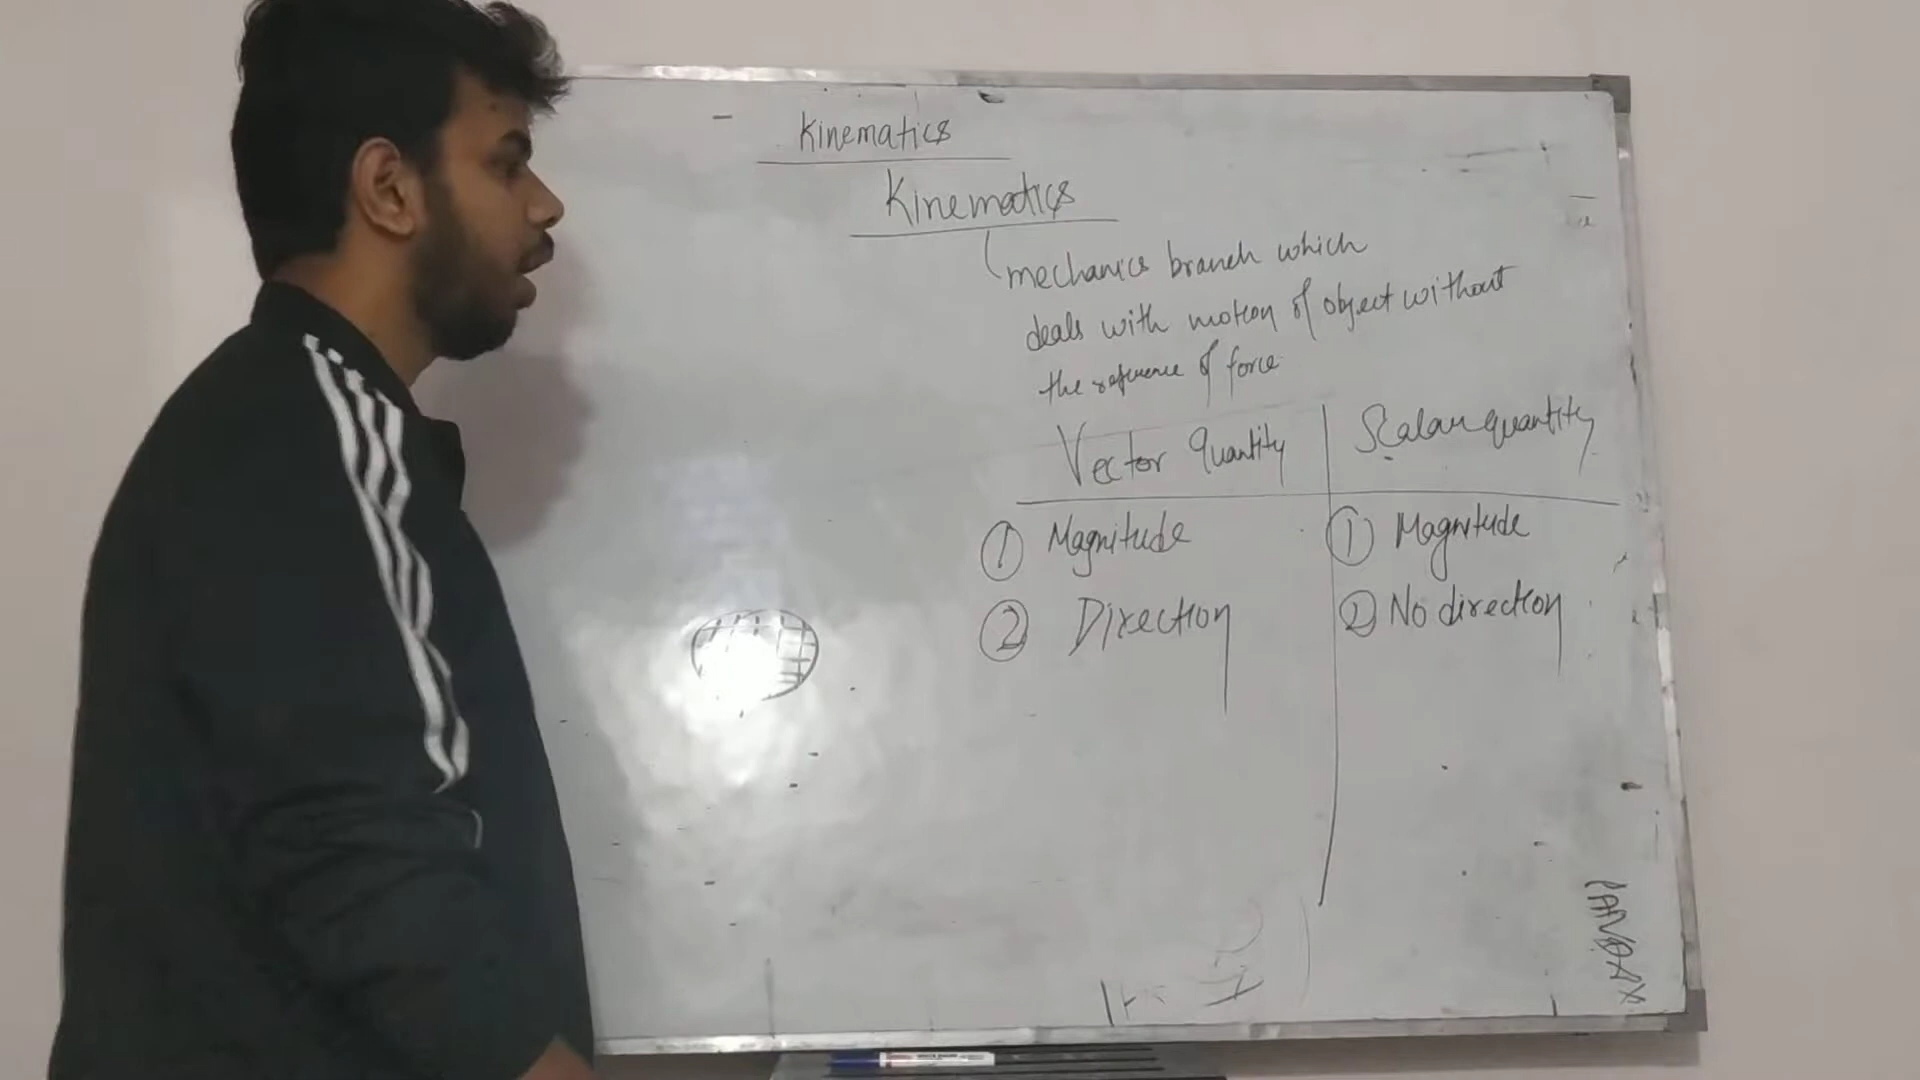 Kinematics
Kinematics
mechanics branch which
deals with motion of object without
the reference of force
Vector Quantity
Scalar quantity
① Magnitude
① Magnitude
② Direction
② No direction